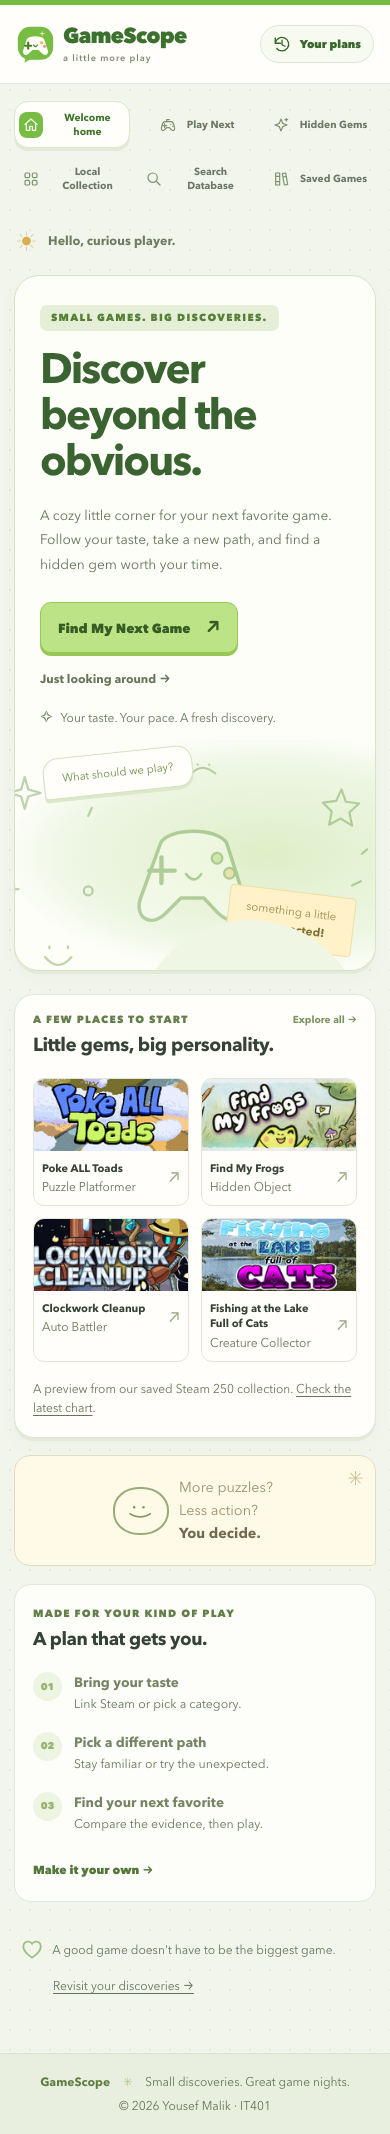 GameScope
a little more play
Your plans
Welcome
home
Play Next
Hidden Gems
Local
Collection
Search
Database
Saved Games
Hello, curious player.
SMALL GAMES. BIG DISCOVERIES.
Discover
beyond the
obvious.
A cozy little corner for your next favorite game.
Follow your taste, take a new path, and find a
hidden gem worth your time.
Find My Next Game ↗
Just looking around →
Your taste. Your pace. A fresh discovery.
What should we play?
something a little
A FEW PLACES TO START
Explore all →
Little gems, big personality.
Poke ALL
Toads
Find
My Frogs
Poke ALL Toads
Puzzle Platformer
Find My Frogs
Hidden Object
LOCKWORK
CLEANUP
Fishing
at the LAKE
full of
CATS
Clockwork Cleanup
Auto Battler
Fishing at the Lake
Full of Cats
Creature Collector
A preview from our saved Steam 250 collection. Check the
latest chart.
More puzzles?
Less action?
You decide.
MADE FOR YOUR KIND OF PLAY
A plan that gets you.
01
Bring your taste
Link Steam or pick a category.
02
Pick a different path
Stay familiar or try the unexpected.
03
Find your next favorite
Compare the evidence, then play.
Make it your own →
A good game doesn't have to be the biggest game.
Revisit your discoveries →
GameScope ✳ Small discoveries. Great game nights.
© 2026 Yousef Malik · IT401